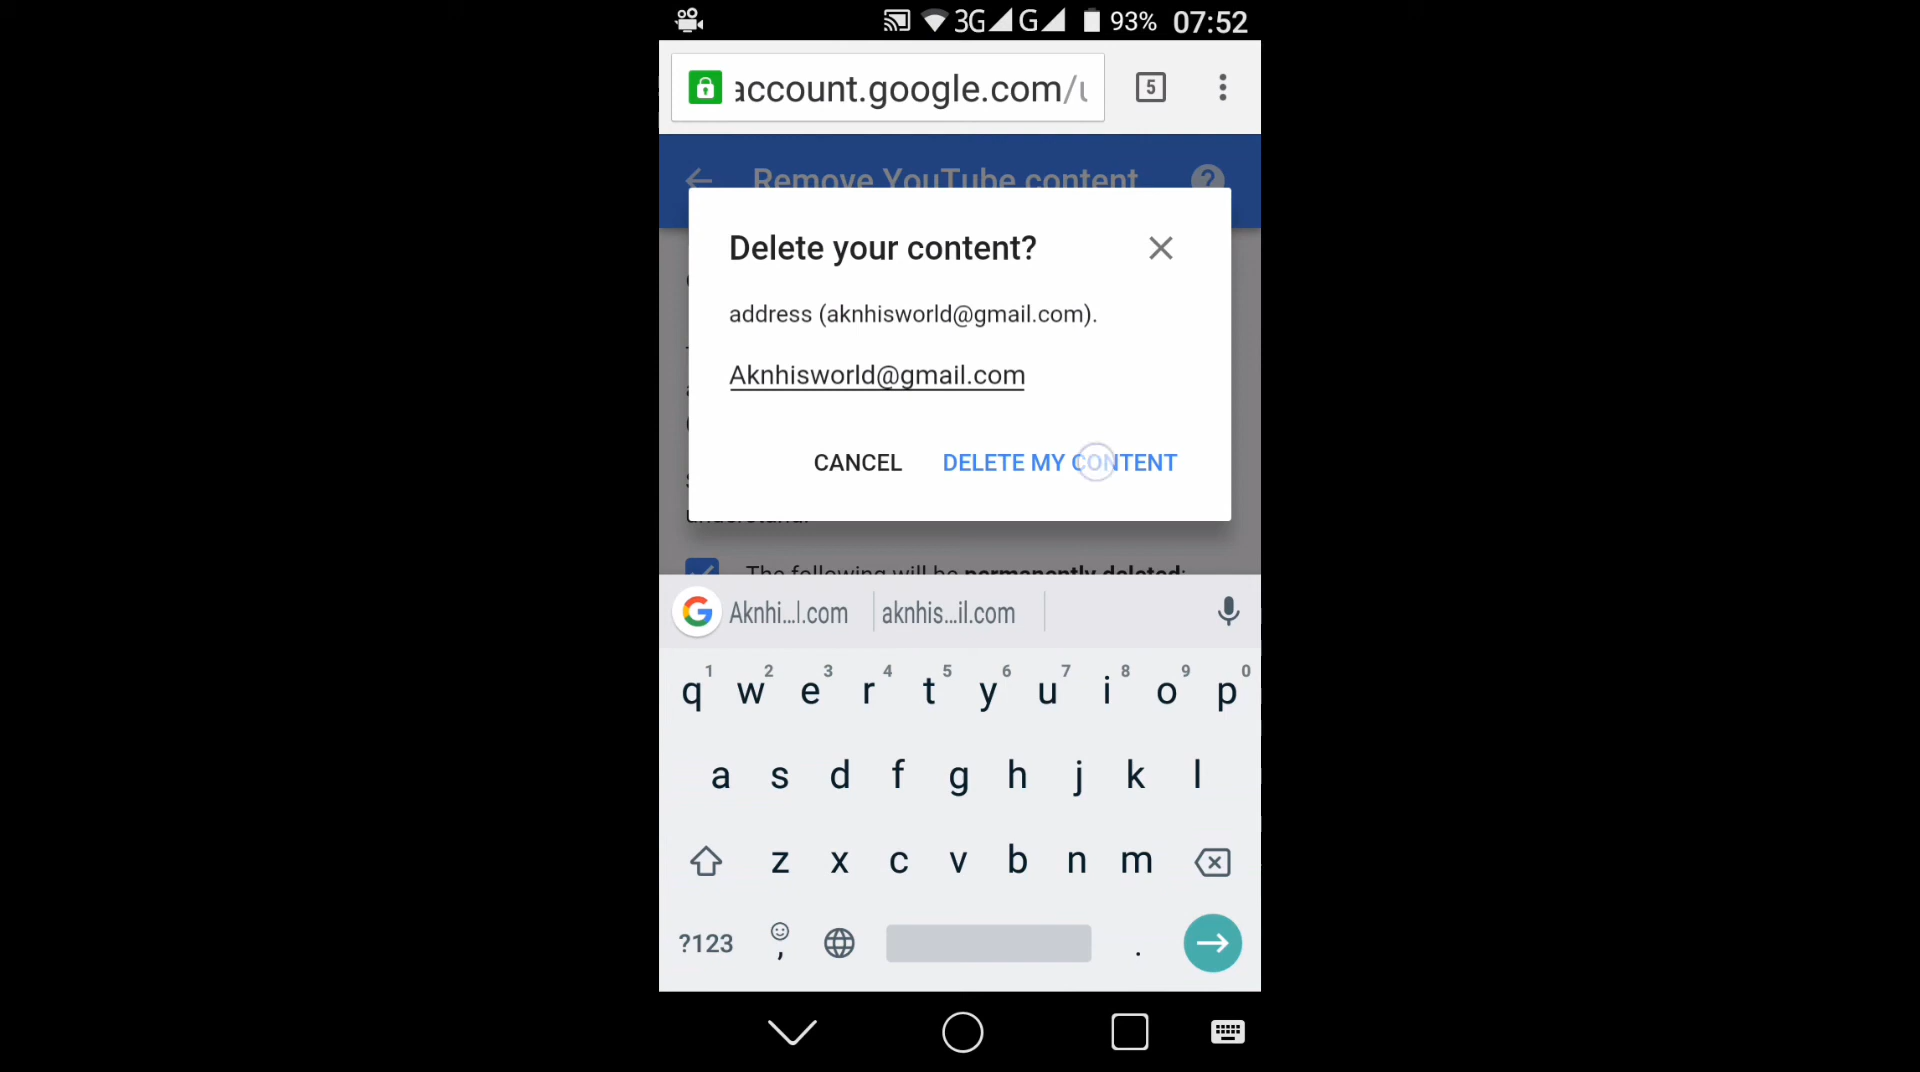 3G G 93% 07:52
account.google.com/u
5
Remove YouTube content ?
Delete your content?
address (aknhisworld@gmail.com).
Aknhisworld@gmail.com
CANCEL DELETE MY CONTENT
understand.
The following will be permanently deleted:
G Aknhi...l.com aknhis...il.com
1 2 3 4 5 6 7 8 9 0
q w e r t y u i o p
a s d f g h j k l
z x c v b n m
?123 , .